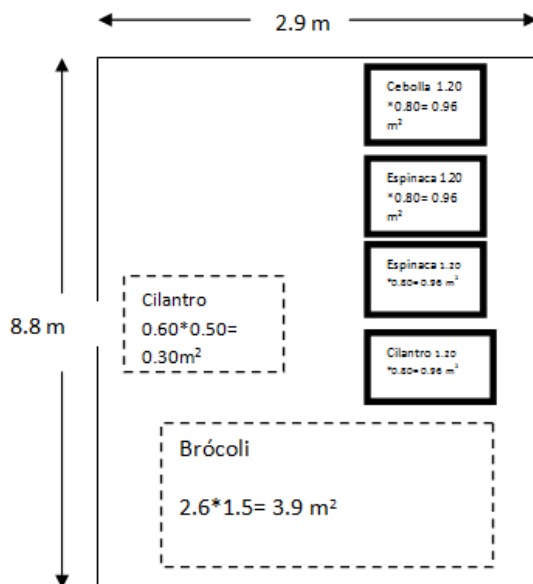 2.9 m
Cebolla 1.20
*0.80= 0.96
m²
Espinaca 1.20
*0.80= 0.96
m²
Espinaca 1.20
*0.80= 0.96 m²
Cilantro
0.60*0.50=
0.30m²
8.8 m
Cilantro 1.20
*0.80= 0.96 m²
Brócoli
2.6*1.5= 3.9 m²